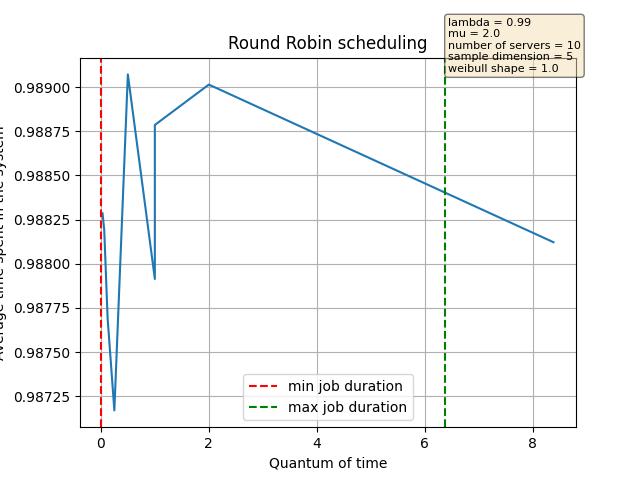 lambda = 0.99
mu = 2.0
number of servers = 10
sample dimension = 5
weibull shape = 1.0
Round Robin scheduling
0.98900
0.98875
0.98850
0.98825
0.98800
0.98775
0.98750
0.98725
Average time spent in the system
min job duration
max job duration
0 2 4 6 8
Quantum of time